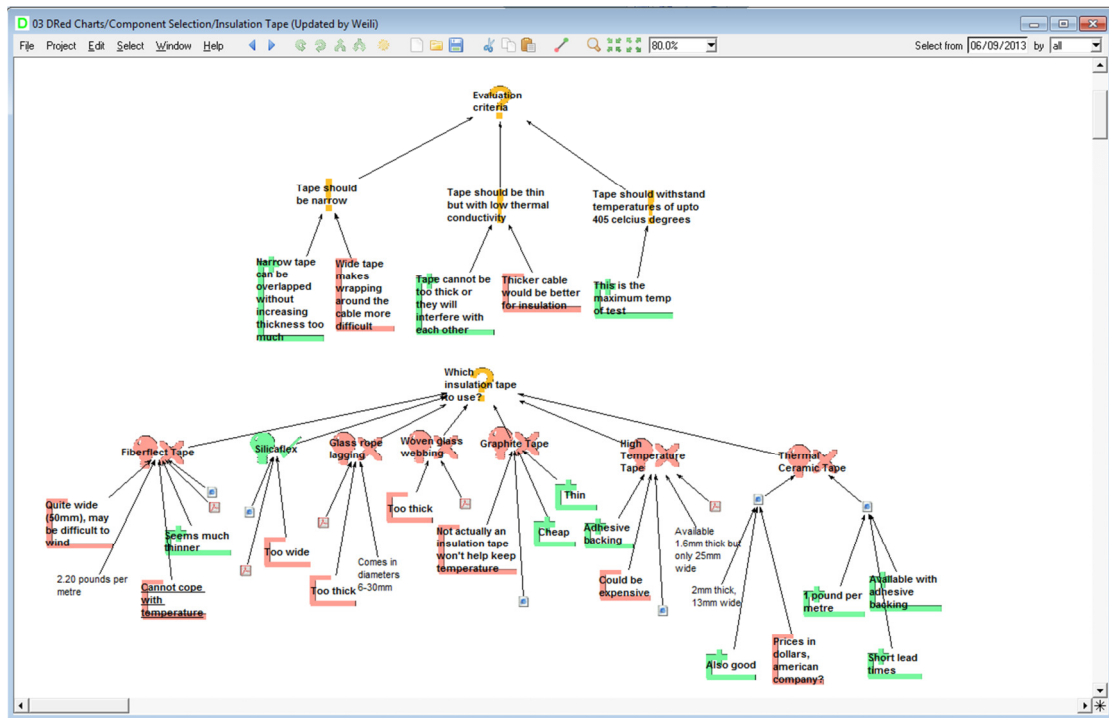 D 03 DRed Charts/Component Selection/Insulation Tape (Updated by Weili)
File Project Edit Select Window Help
80.0%
Select from 06/09/2013 by all
Evaluation
criteria
Tape should
be narrow
Tape should be thin
but with low thermal
conductivity
Tape should withstand
temperatures of upto
405 celcius degrees
Narrow tape
can be
overlapped
without
increasing
thickness too
much
Wide tape
makes
wrapping
around the
cable more
difficult
Tape cannot be
too thick or
they will
interfere with
each other
Thicker cable
would be better
for insulation
This is the
maximum temp
of test
Which
insulation tape
to use?
Fiberflect Tape
Silicaflex
Glass rope
lagging
Woven glass
webbing
Graphite Tape
High
Temperature
Tape
Thermal
Ceramic Tape
Quite wide
(50mm), may
be difficult to
wind
2.20 pounds per
metre
Cannot cope
with
temperature
Seems much
thinner
Too wide
Too thick
Comes in
diameters
6-30mm
Too thick
Not actually an
insulation tape
won't help keep
temperature
Thin
Cheap
Adhesive
backing
Could be
expensive
Available
1.6mm thick but
only 25mm
wide
2mm thick,
13mm wide
Also good
Prices in
dollars,
american
company?
1 pound per
metre
Available with
adhesive
backing
Short lead
times